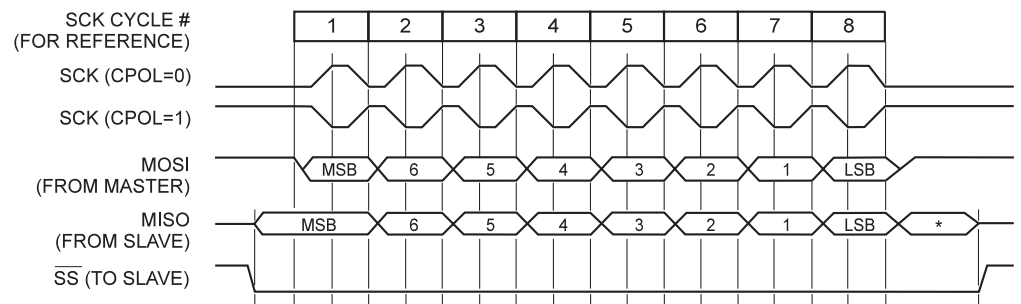 SCK CYCLE # 1 2 3 4 5 6 7 8
(FOR REFERENCE)
SCK (CPOL=0)
SCK (CPOL=1)
MOSI MSB 6 5 4 3 2 1 LSB
(FROM MASTER)
MISO MSB 6 5 4 3 2 1 LSB *
(FROM SLAVE)
SS (TO SLAVE)